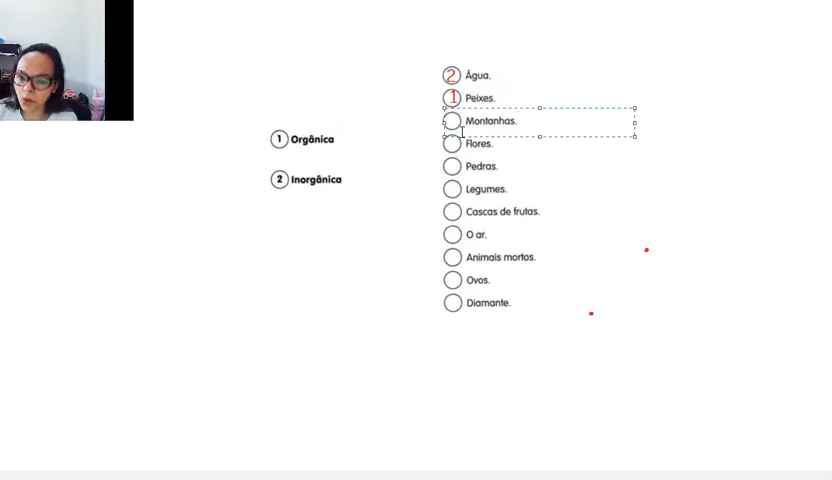 1 Orgânica
2 Inorgânica
2 Água.
1 Peixes.
Montanhas.
Flores.
Pedras.
Legumes.
Cascas de frutas.
O ar.
Animais mortos.
Ovos.
Diamante.